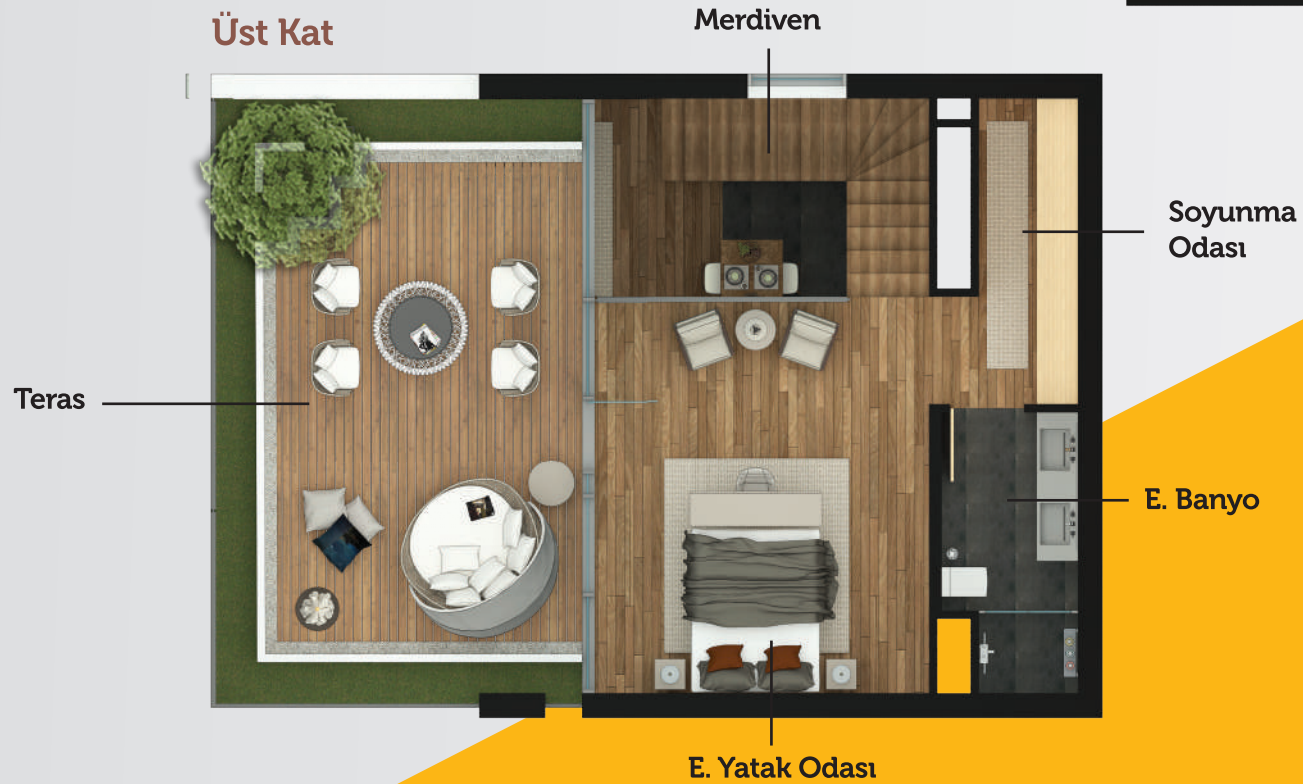 Üst Kat
Merdiven
Soyunma
Odası
Teras
E. Banyo
E. Yatak Odası